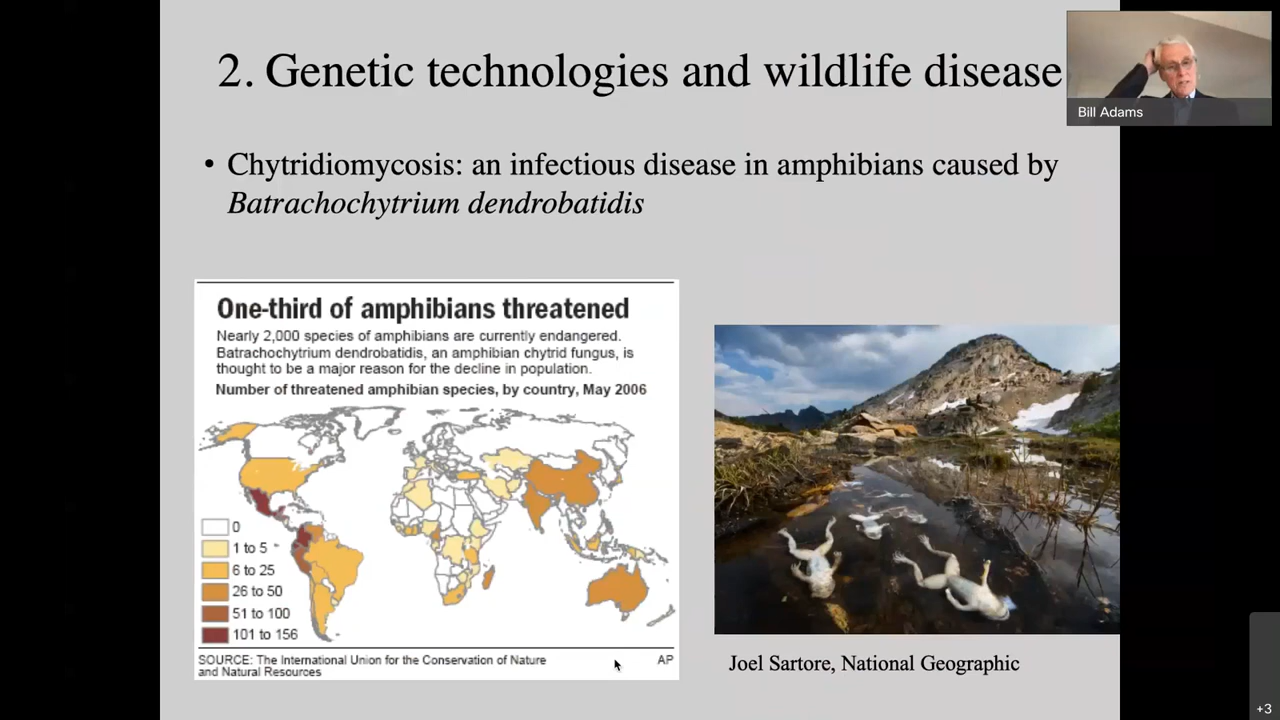 2. Genetic technologies and wildlife disease
Bill Adams
• Chytridiomycosis: an infectious disease in amphibians caused by
Batrachochytrium dendrobatidis
One-third of amphibians threatened
Nearly 2,000 species of amphibians are currently endangered.
Batrachochytrium dendrobatidis, an amphibian chytrid fungus, is
thought to be a major reason for the decline in population.
Number of threatened amphibian species, by country, May 2006
0
1 to 5
6 to 25
26 to 50
51 to 100
101 to 156
SOURCE: The International Union for the Conservation of Nature
and Natural Resources
AP
Joel Sartore, National Geographic
+3